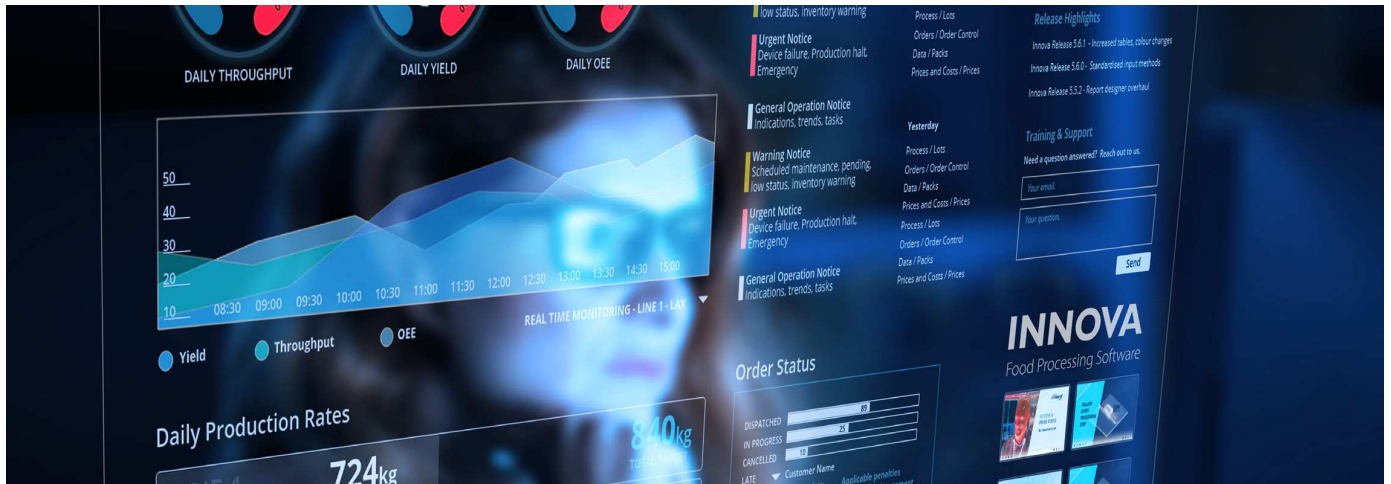 DAILY THROUGHPUT
DAILY YIELD
DAILY OEE
50
40
30
20
10
08:30
09:00
09:30
10:00
10:30
11:00
11:30
12:00
12:30
13:00
13:30
14:30
15:00
REAL TIME MONITORING - LINE 1 - LAX
Yield
Throughput
OEE
Daily Production Rates
724kg
840kg
low status, inventory warning
Urgent Notice
Device failure, Production halt,
Emergency
General Operation Notice
Indications, trends, tasks
Warning Notice
Scheduled maintenance, pending,
low status, inventory warning
Urgent Notice
Device failure, Production halt,
Emergency
General Operation Notice
Indications, trends, tasks
Process / Lots
Orders / Order Control
Data / Packs
Prices and Costs / Prices
Yesterday
Process / Lots
Orders / Order Control
Data / Packs
Prices and Costs / Prices
Process / Lots
Orders / Order Control
Data / Packs
Prices and Costs / Prices
Order Status
DISPATCHED
89
IN PROGRESS
25
CANCELLED
10
LATE
Customer Name
Applicable penalties
Release Highlights
Innova Release 5.6.1 - Increased tables, colour changes
Innova Release 5.6.0 - Standardised input methods
Innova Release 5.5.2 - Report designer overhaul
Training & Support
Need a question answered? Reach out to us.
Your email.
Your question.
Send
INNOVA
Food Processing Software